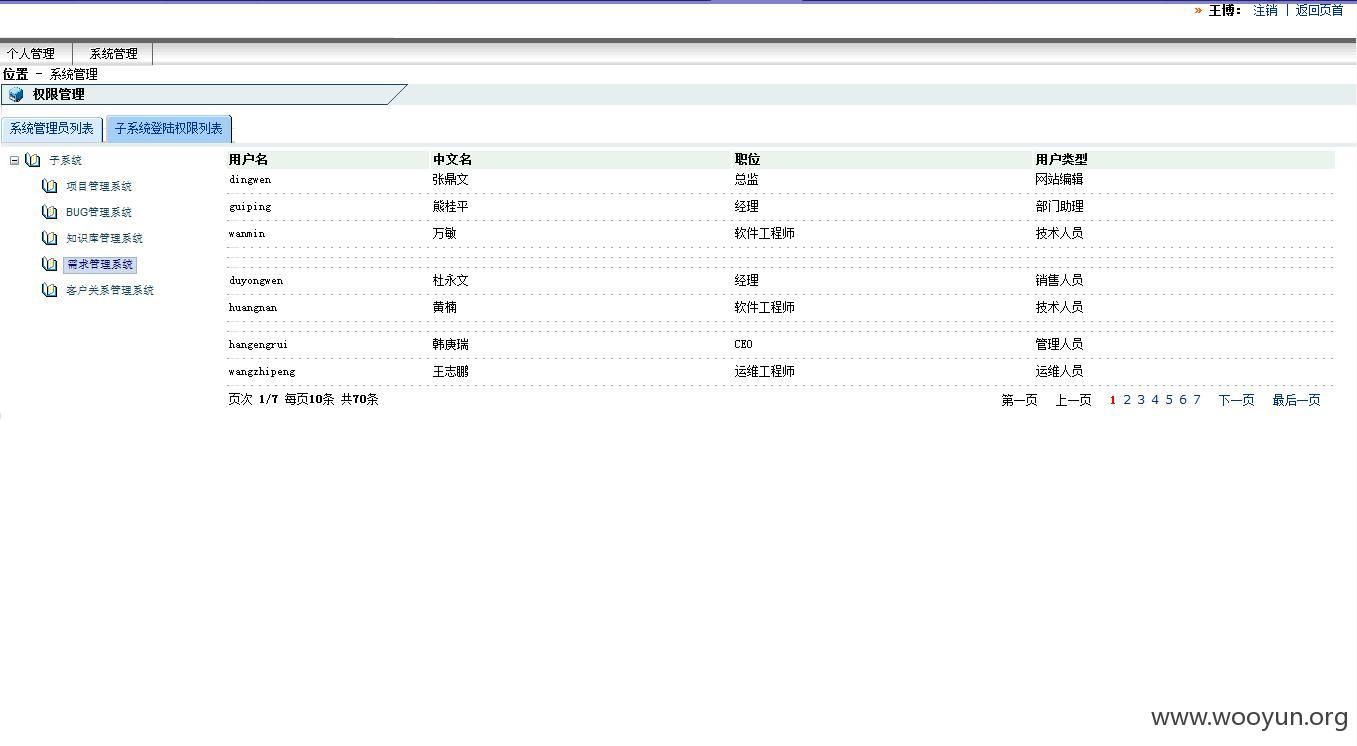 » 王博： 注销 | 返回页首
个人管理 系统管理
位置 - 系统管理
权限管理
系统管理员列表 子系统登陆权限列表
子系统
项目管理系统
BUG管理系统
知识库管理系统
需求管理系统
客户关系管理系统
用户名 中文名 职位 用户类型
dingwen 张鼎文 总监 网站编辑
guiping 熊桂平 经理 部门助理
wanmin 万敏 软件工程师 技术人员
duyongwen 杜永文 经理 销售人员
huangnan 黄楠 软件工程师 技术人员
hangengrui 韩庚瑞 CEO 管理人员
wangzhipeng 王志鹏 运维工程师 运维人员
页次 1/7 每页10条 共70条 第一页 上一页 1 2 3 4 5 6 7 下一页 最后一页
www.wooyun.org